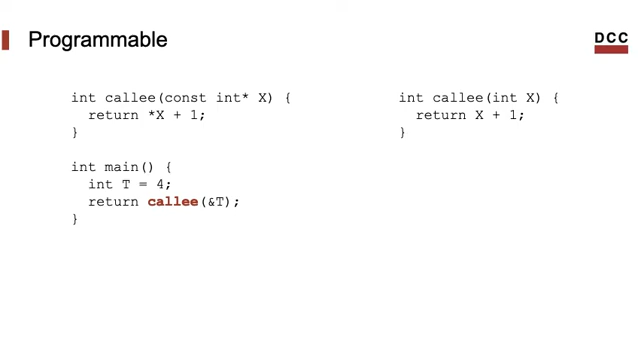 Programmable
DCC
int callee(const int* X) {
  return *X + 1;
}
int main() {
  int T = 4;
  return callee(&T);
}
int callee(int X) {
  return X + 1;
}